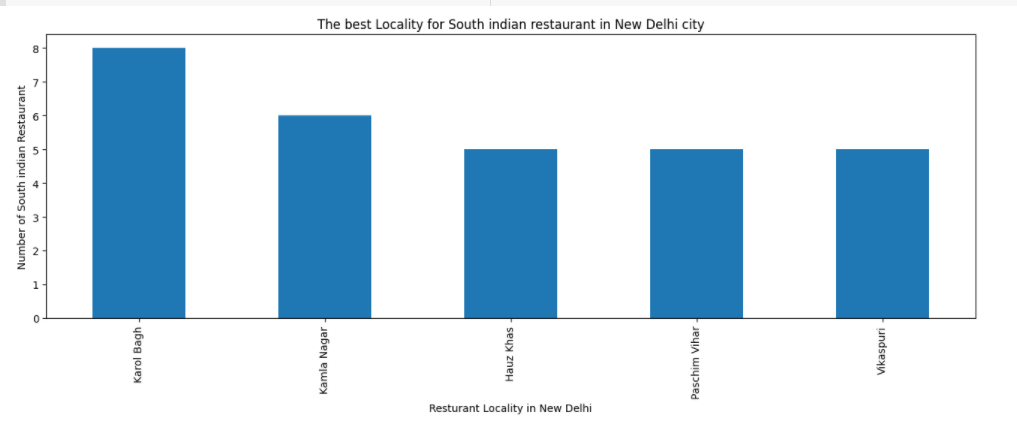 The best Locality for South indian restaurant in New Delhi city
Number of South indian Restaurant
8
7
6
5
4
3
2
1
0
Karol Bagh
Kamla Nagar
Hauz Khas
Paschim Vihar
Vikaspuri
Resturant Locality in New Delhi